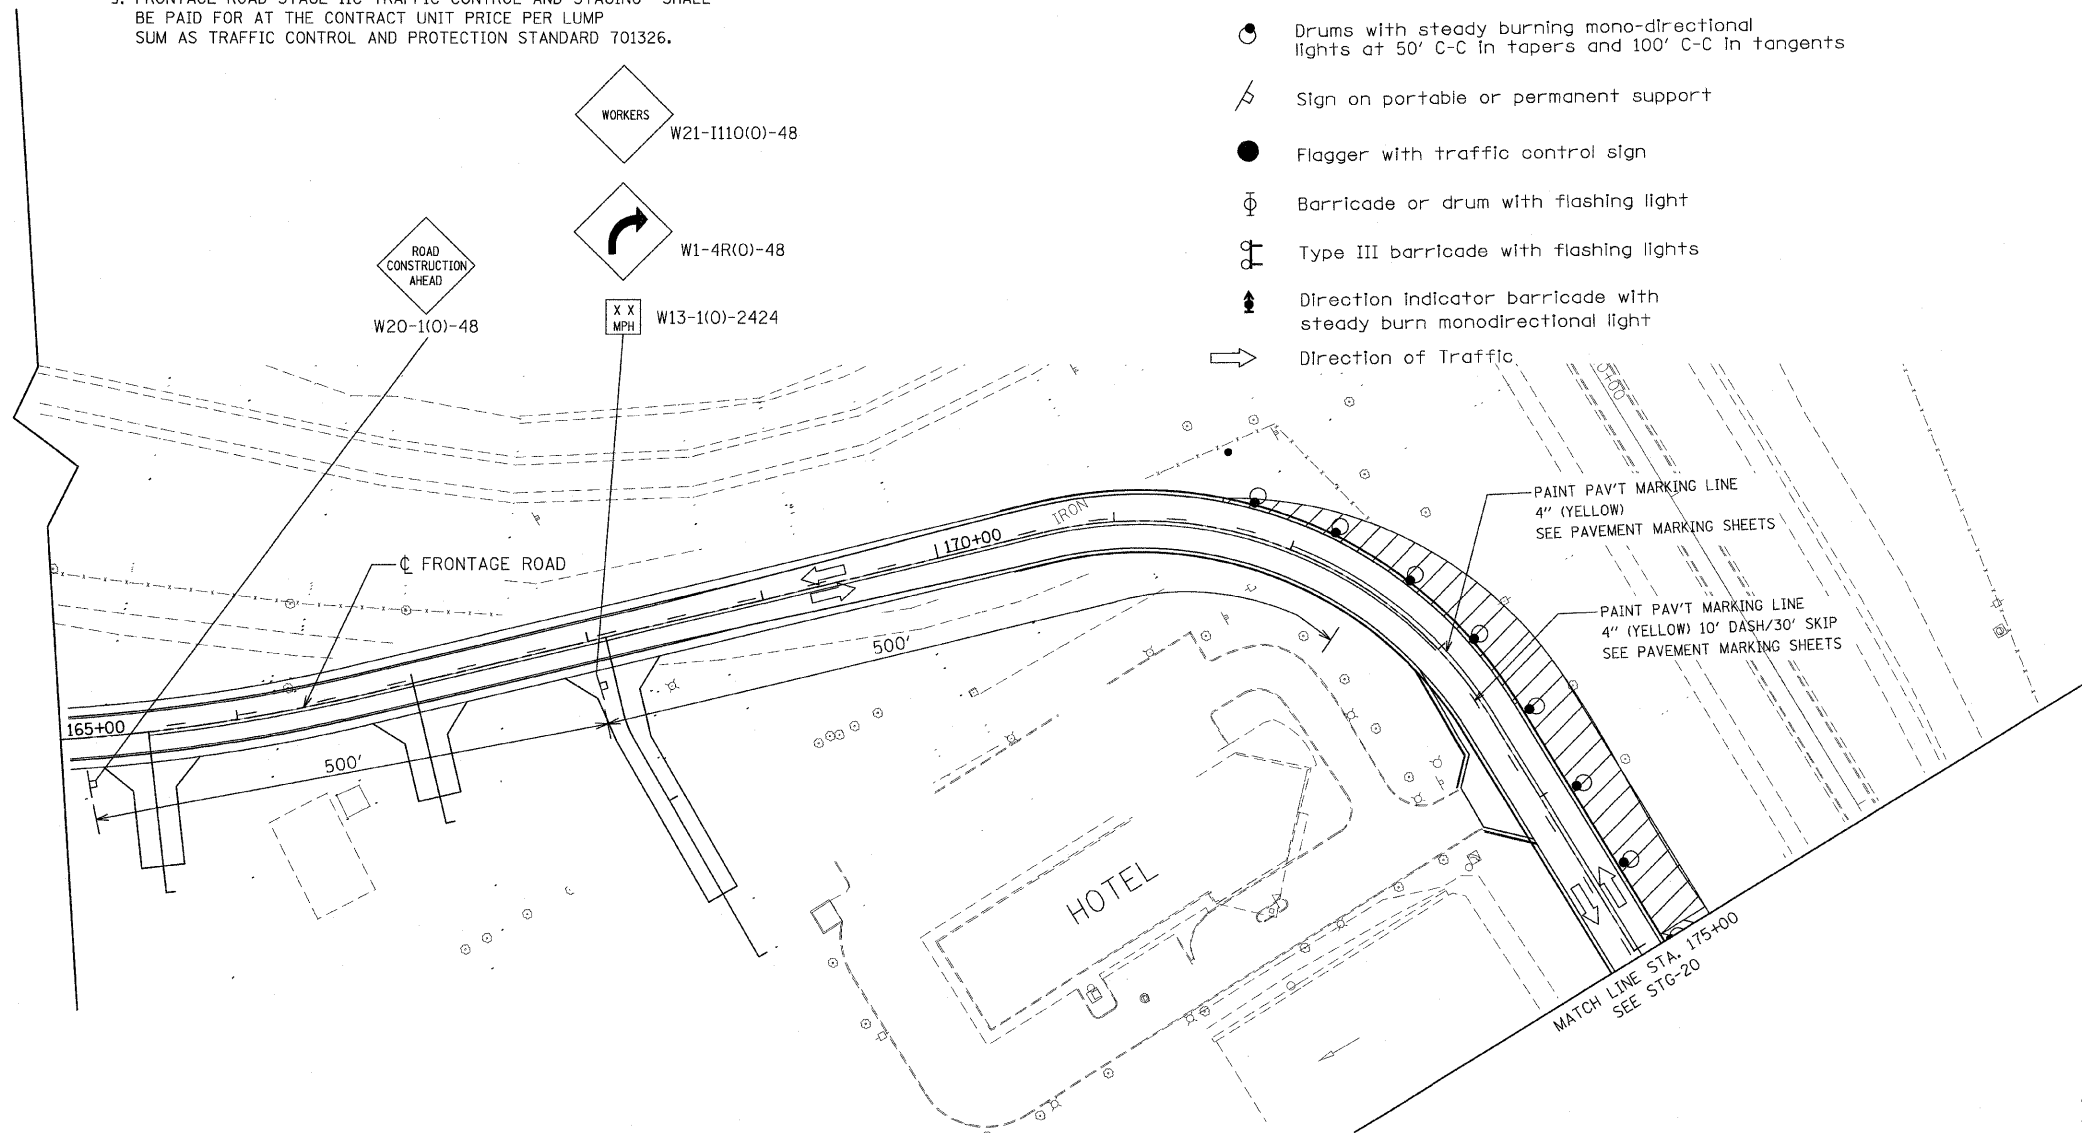 FRONTAGE ROAD STAGE IIC TRAFFIC CONTROL AND STAGING SHALL
BE PAID FOR AT THE CONTRACT UNIT PRICE PER LUMP
SUM AS TRAFFIC CONTROL AND PROTECTION STANDARD 701326.
Drums with steady burning mono-directional
lights at 50' C-C in tapers and 100' C-C in tangents
Sign on portable or permanent support
Flagger with traffic control sign
Barricade or drum with flashing light
Type III barricade with flashing lights
Direction indicator barricade with
steady burn monodirectional light
Direction of Traffic
WORKERS
W21-I110(O)-48
W1-4R(O)-48
ROAD
CONSTRUCTION
AHEAD
W20-1(O)-48
X X
MPH
W13-1(O)-2424
5+00
PAINT PAV'T MARKING LINE
4" (YELLOW)
SEE PAVEMENT MARKING SHEETS
IRON
170+00
℄ FRONTAGE ROAD
PAINT PAV'T MARKING LINE
4" (YELLOW) 10' DASH/30' SKIP
SEE PAVEMENT MARKING SHEETS
500'
165+00
500'
HOTEL
MATCH LINE STA. 175+00
SEE STG-20